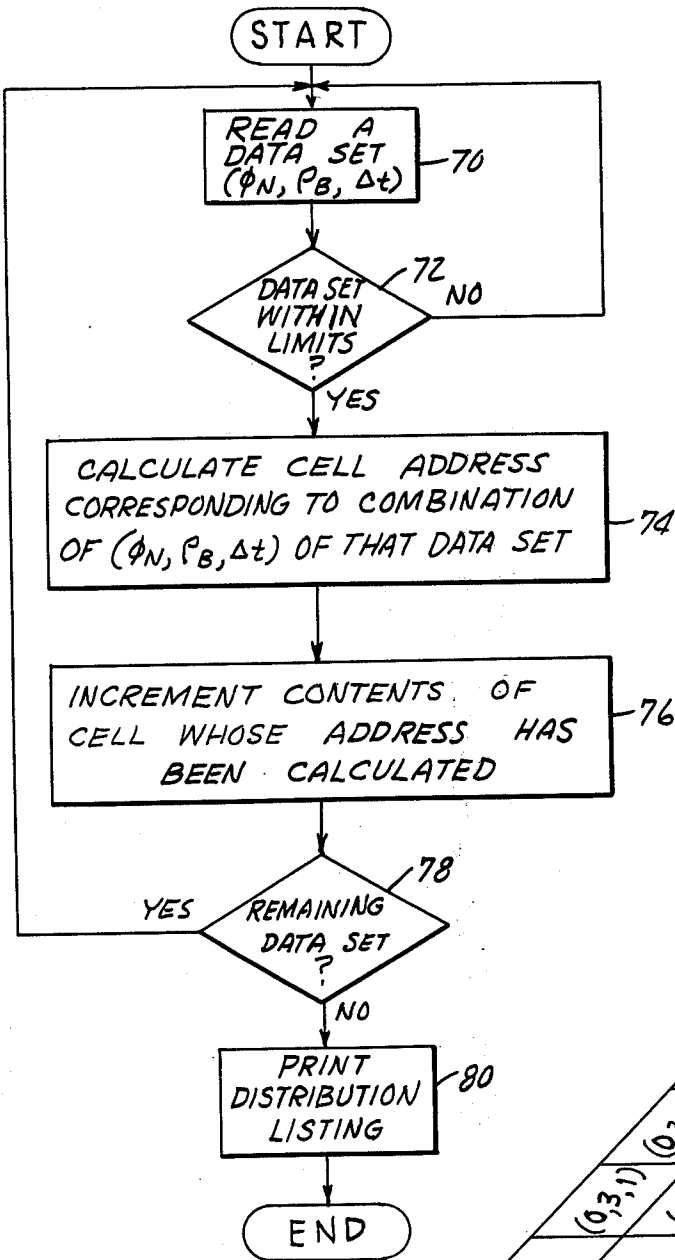 START
READ A
DATA SET
(ϕN, ρB, Δt)
70
72
DATA SET
WITHIN
LIMITS
?
NO
YES
CALCULATE CELL ADDRESS
CORRESPONDING TO COMBINATION
OF (ϕN, ρB, Δt) OF THAT DATA SET
74
INCREMENT CONTENTS OF
CELL WHOSE ADDRESS HAS
BEEN CALCULATED
76
78
YES
REMAINING
DATA SET
?
NO
PRINT
DISTRIBUTION
LISTING
80
END
(0,3,1)